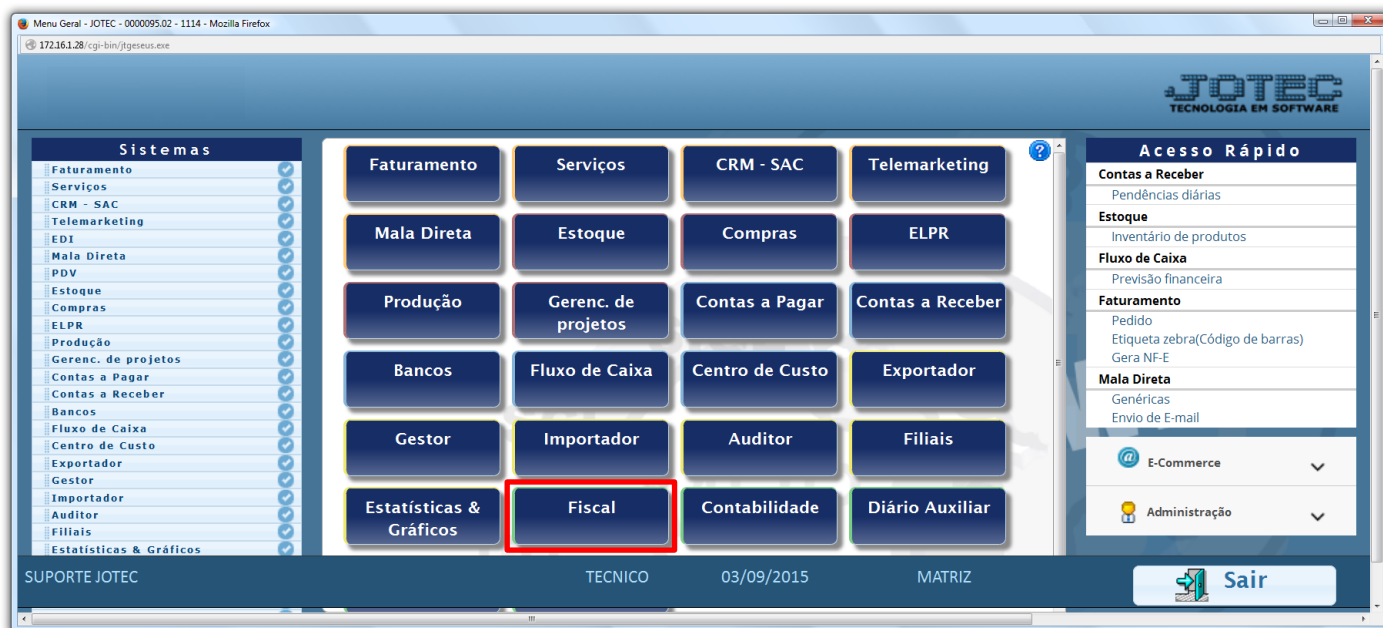 Menu Geral - JOTEC - 0000095.02 - 1114 - Mozilla Firefox
172.16.1.28/cgi-bin/jtgeseus.exe
JOTEC
TECNOLOGIA EM SOFTWARE
Sistemas
Faturamento
Serviços
CRM - SAC
Telemarketing
EDI
Mala Direta
PDV
Estoque
Compras
ELPR
Produção
Gerenc. de projetos
Contas a Pagar
Contas a Receber
Bancos
Fluxo de Caixa
Centro de Custo
Exportador
Gestor
Importador
Auditor
Filiais
Estatísticas & Gráficos
Faturamento
Serviços
CRM - SAC
Telemarketing
Mala Direta
Estoque
Compras
ELPR
Produção
Gerenc. de
projetos
Contas a Pagar
Contas a Receber
Bancos
Fluxo de Caixa
Centro de Custo
Exportador
Gestor
Importador
Auditor
Filiais
Estatísticas &
Gráficos
Fiscal
Contabilidade
Diário Auxiliar
?
Acesso Rápido
Contas a Receber
Pendências diárias
Estoque
Inventário de produtos
Fluxo de Caixa
Previsão financeira
Faturamento
Pedido
Etiqueta zebra(Código de barras)
Gera NF-E
Mala Direta
Genéricas
Envio de E-mail
@ E-Commerce
Administração
SUPORTE JOTEC
TECNICO
03/09/2015
MATRIZ
Sair